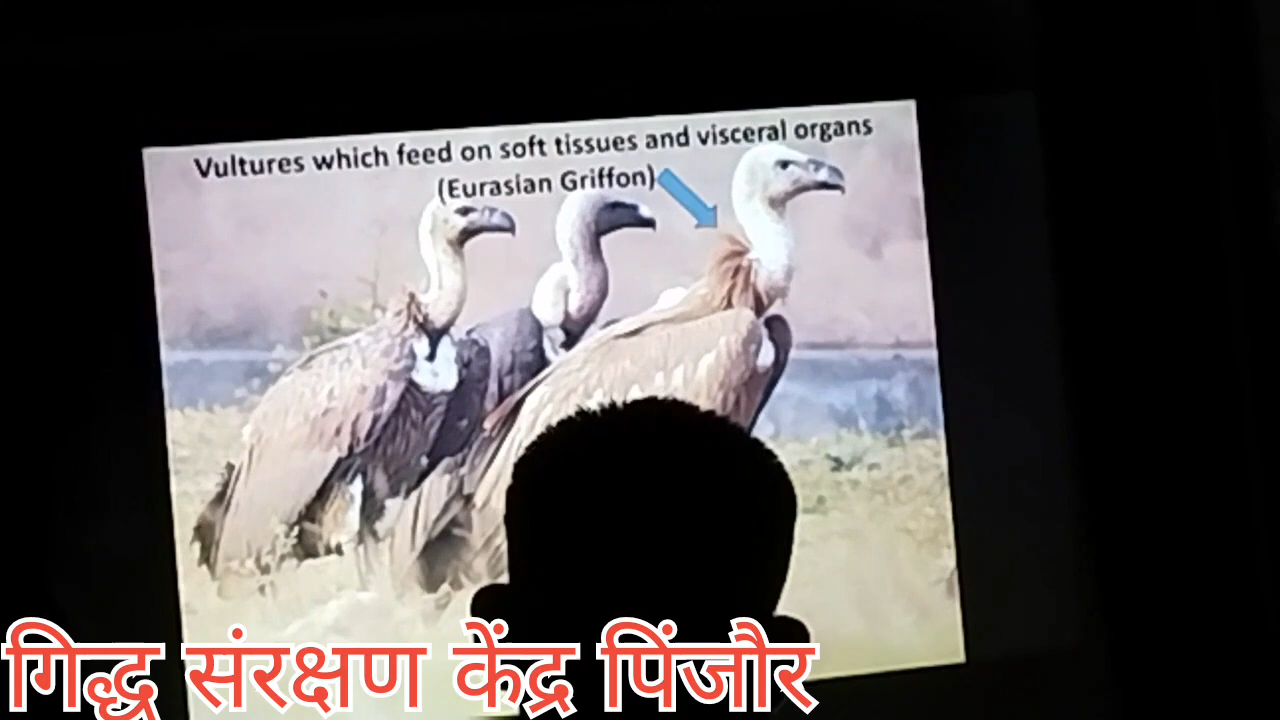 Vultures which feed on soft tissues and visceral organs
(Eurasian Griffon)
गिद्ध संरक्षण केंद्र पिंजौर